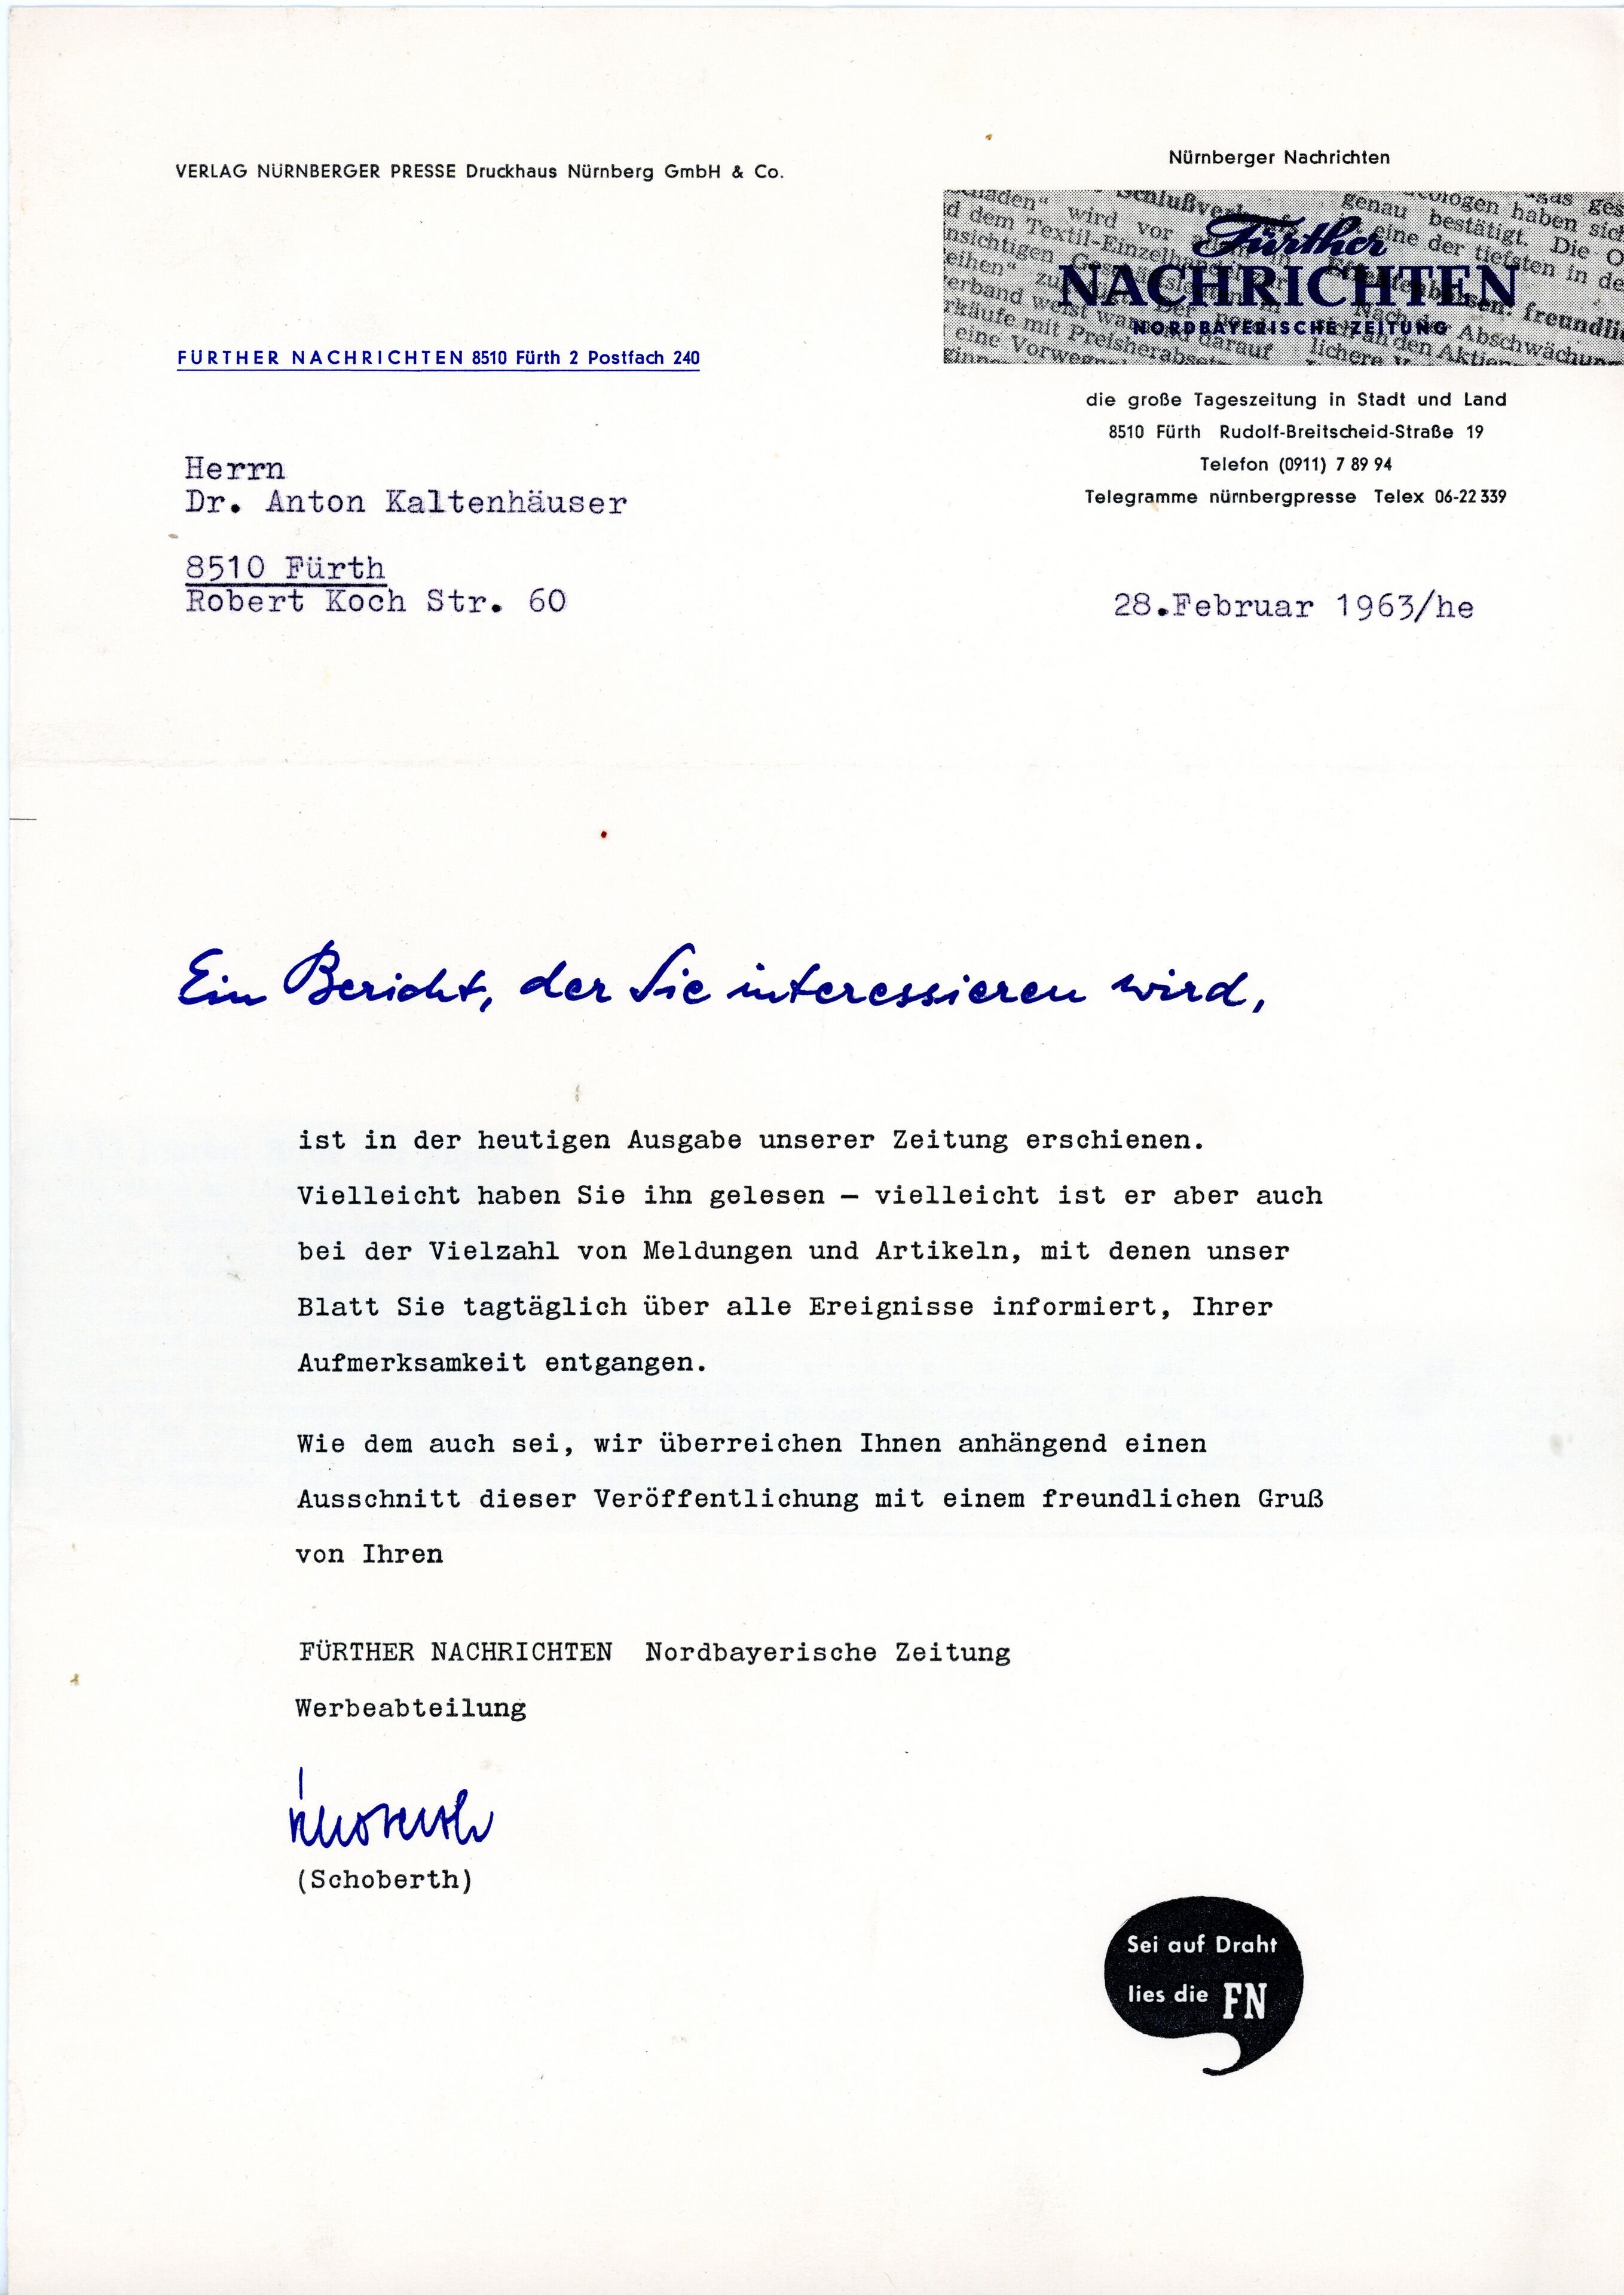 VERLAG NÜRNBERGER PRESSE Druckhaus Nürnberg GmbH & Co.
Nürnberger Nachrichten
Fürther
NACHRICHTEN
NORDBAYERISCHE ZEITUNG
FÜRTHER NACHRICHTEN 8510 Fürth 2 Postfach 240
die große Tageszeitung in Stadt und Land
8510 Fürth Rudolf-Breitscheid-Straße 19
Telefon (0911) 7 89 94
Telegramme nürnbergpresse Telex 06-22 339
Herrn
Dr. Anton Kaltenhäuser
8510 Fürth
Robert Koch Str. 60
28.Februar 1963/he
Ein Bericht, der Sie interessieren wird,
ist in der heutigen Ausgabe unserer Zeitung erschienen.
Vielleicht haben Sie ihn gelesen — vielleicht ist er aber auch
bei der Vielzahl von Meldungen und Artikeln, mit denen unser
Blatt Sie tagtäglich über alle Ereignisse informiert, Ihrer
Aufmerksamkeit entgangen.
Wie dem auch sei, wir überreichen Ihnen anhängend einen
Ausschnitt dieser Veröffentlichung mit einem freundlichen Gruß
von Ihren
FÜRTHER NACHRICHTEN Nordbayerische Zeitung
Werbeabteilung
(Schoberth)
Sei auf Draht
lies die FN